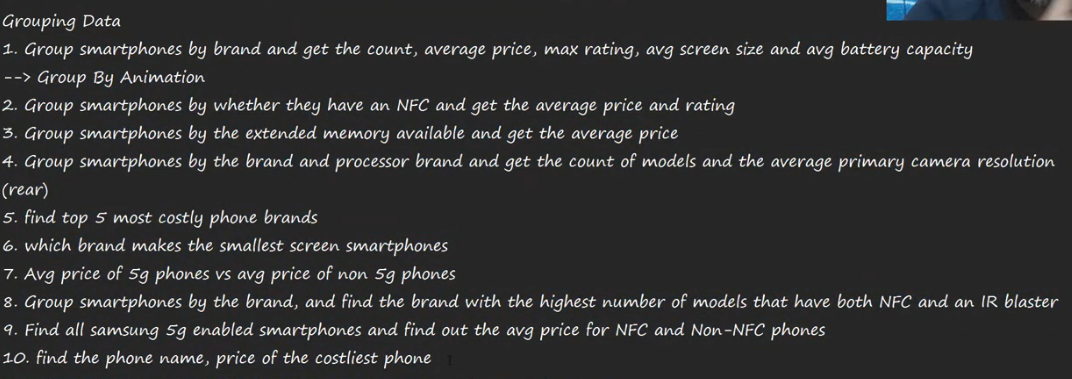 Grouping Data
1. Group smartphones by brand and get the count, average price, max rating, avg screen size and avg battery capacity
--> Group By Animation
2. Group smartphones by whether they have an NFC and get the average price and rating
3. Group smartphones by the extended memory available and get the average price
4. Group smartphones by the brand and processor brand and get the count of models and the average primary camera resolution
(rear)
5. find top 5 most costly phone brands
6. which brand makes the smallest screen smartphones
7. Avg price of 5g phones vs avg price of non 5g phones
8. Group smartphones by the brand, and find the brand with the highest number of models that have both NFC and an IR blaster
9. Find all samsung 5g enabled smartphones and find out the avg price for NFC and Non-NFC phones
10. find the phone name, price of the costliest phone